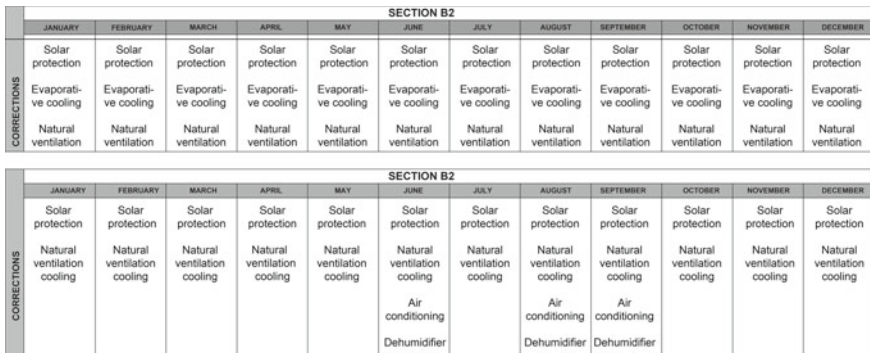 SECTION B2
JANUARY FEBRUARY MARCH APRIL MAY JUNE JULY AUGUST SEPTEMBER OCTOBER NOVEMBER DECEMBER
CORRECTIONS
Solar Solar Solar Solar Solar Solar Solar Solar Solar Solar Solar Solar
protection protection protection protection protection protection protection protection protection protection protection protection
Evaporati- Evaporati- Evaporati- Evaporati- Evaporati- Evaporati- Evaporati- Evaporati- Evaporati- Evaporati- Evaporati- Evaporati-
ve cooling ve cooling ve cooling ve cooling ve cooling ve cooling ve cooling ve cooling ve cooling ve cooling ve cooling ve cooling
Natural Natural Natural Natural Natural Natural Natural Natural Natural Natural Natural Natural
ventilation ventilation ventilation ventilation ventilation ventilation ventilation ventilation ventilation ventilation ventilation ventilation
SECTION B2
JANUARY FEBRUARY MARCH APRIL MAY JUNE JULY AUGUST SEPTEMBER OCTOBER NOVEMBER DECEMBER
CORRECTIONS
Solar Solar Solar Solar Solar Solar Solar Solar Solar Solar Solar Solar
protection protection protection protection protection protection protection protection protection protection protection protection
Natural Natural Natural Natural Natural Natural Natural Natural Natural Natural Natural Natural
ventilation ventilation ventilation ventilation ventilation ventilation ventilation ventilation ventilation ventilation ventilation ventilation
cooling cooling cooling cooling cooling cooling cooling cooling cooling cooling cooling cooling
Air Air Air
conditioning conditioning conditioning
Dehumidifier Dehumidifier Dehumidifier